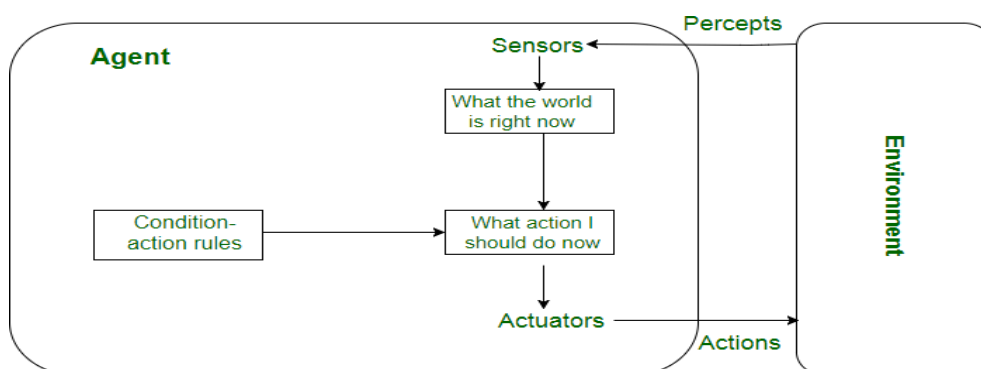 Percepts
Agent
Sensors
What the world
is right now
Environment
Condition-
action rules
What action I
should do now
Actuators
Actions